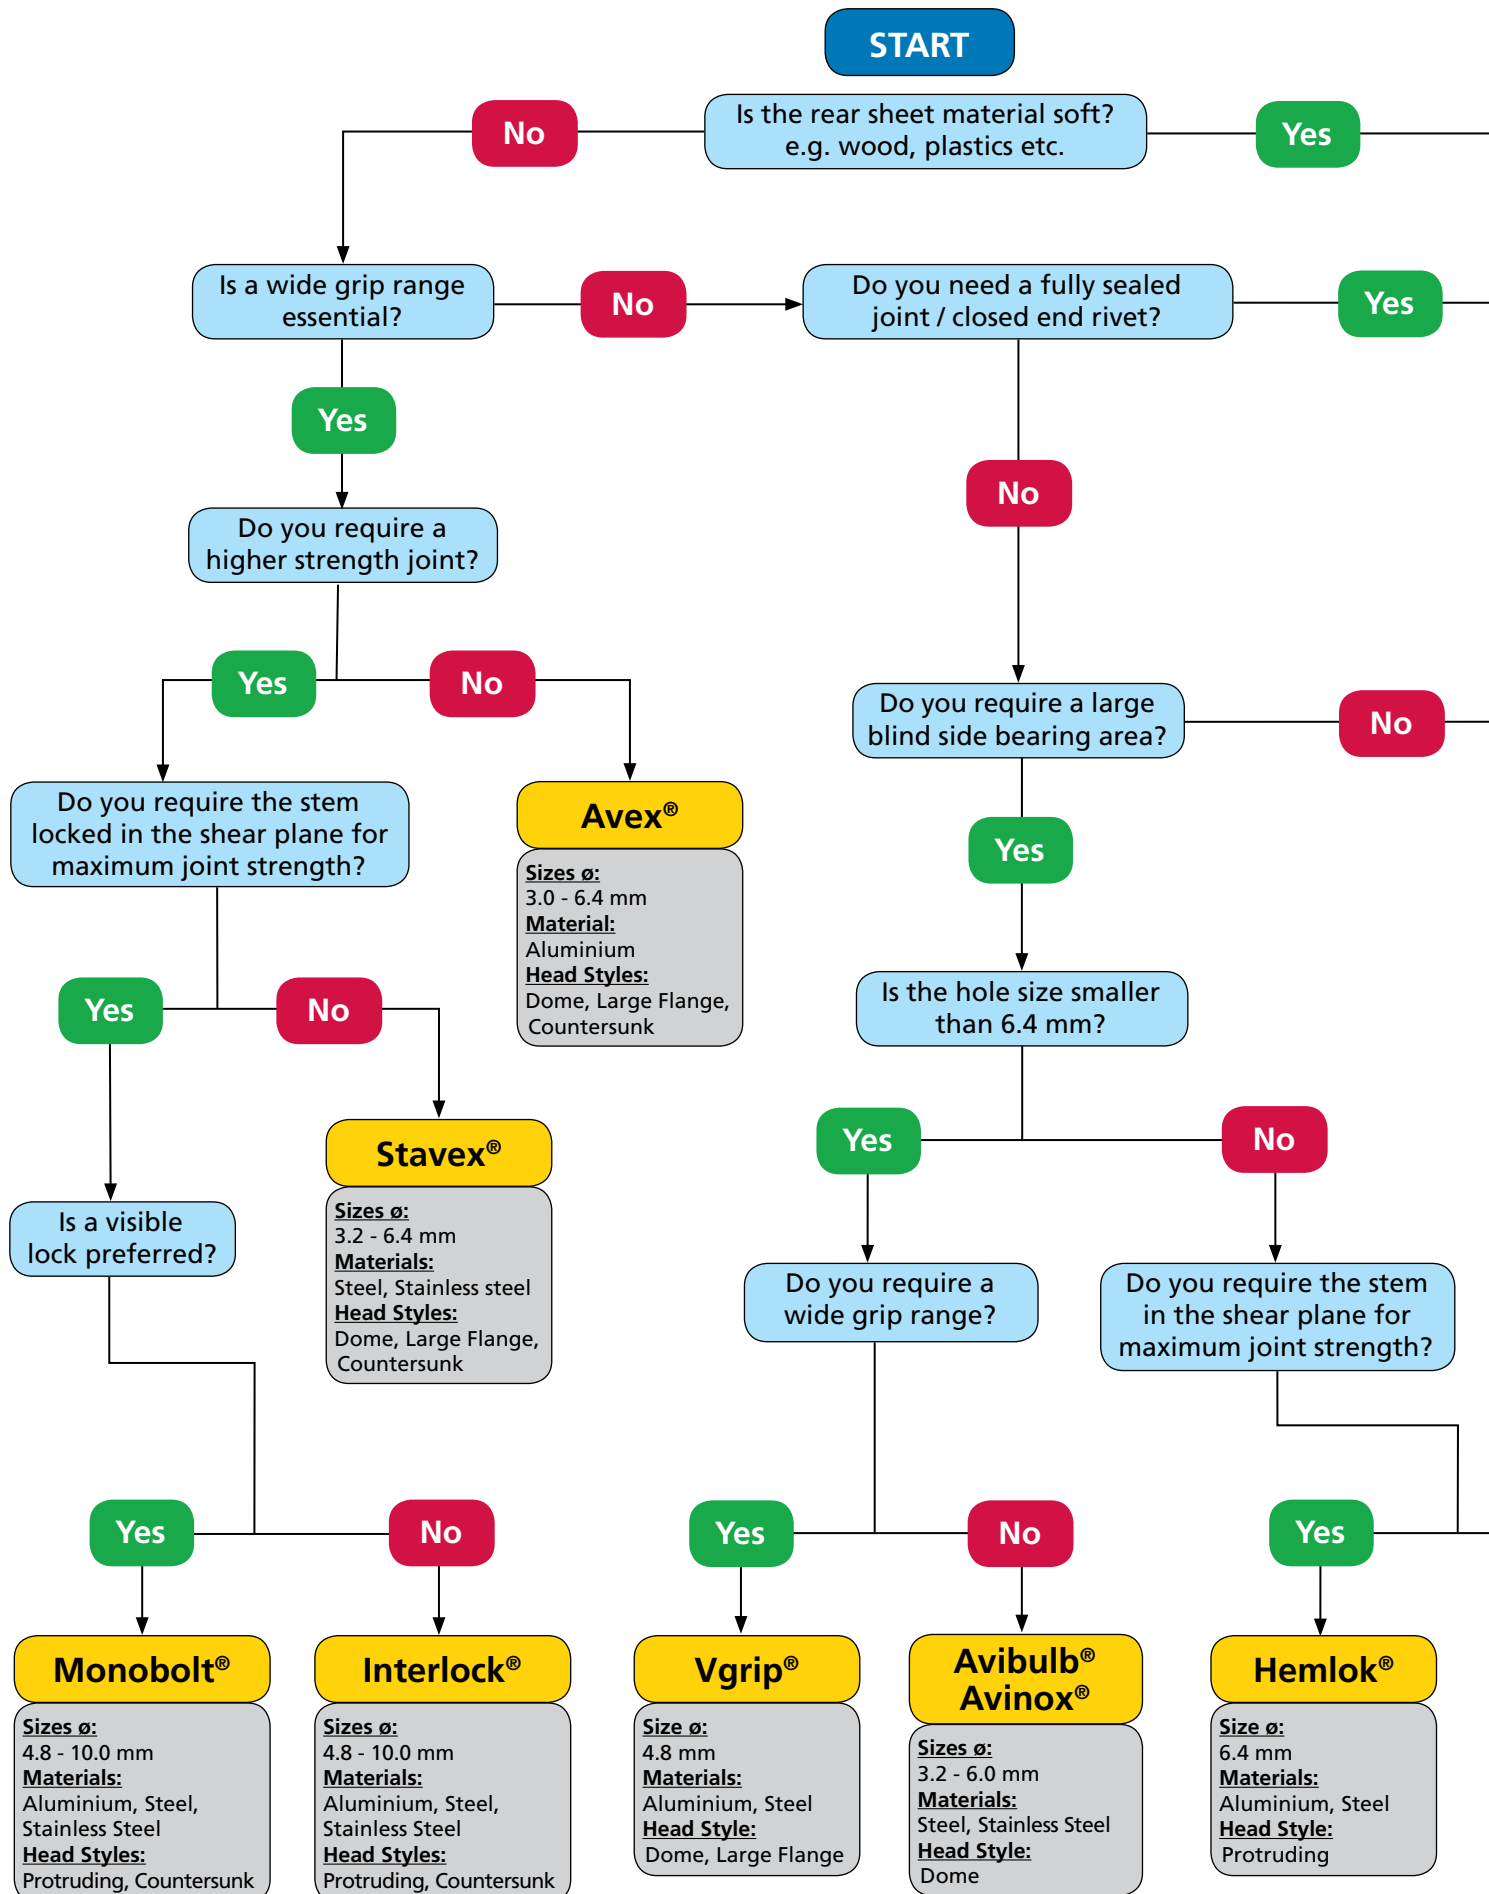 START
Is the rear sheet material soft?
e.g. wood, plastics etc.
No
Yes
Is a wide grip range
essential?
No
Do you need a fully sealed
joint / closed end rivet?
Yes
Yes
No
Do you require a
higher strength joint?
Yes
No
Do you require a large
blind side bearing area?
No
Do you require the stem
locked in the shear plane for
maximum joint strength?
Avex®
Sizes ø:
3.0 - 6.4 mm
Material:
Aluminium
Head Styles:
Dome, Large Flange,
Countersunk
Yes
Yes
No
Is the hole size smaller
than 6.4 mm?
Stavex®
Sizes ø:
3.2 - 6.4 mm
Materials:
Steel, Stainless steel
Head Styles:
Dome, Large Flange,
Countersunk
Yes
No
Is a visible
lock preferred?
Do you require a
wide grip range?
Do you require the stem
in the shear plane for
maximum joint strength?
Yes
No
Yes
No
Yes
Monobolt®
Sizes ø:
4.8 - 10.0 mm
Materials:
Aluminium, Steel,
Stainless Steel
Head Styles:
Protruding, Countersunk
Interlock®
Sizes ø:
4.8 - 10.0 mm
Materials:
Aluminium, Steel,
Stainless Steel
Head Styles:
Protruding, Countersunk
Vgrip®
Size ø:
4.8 mm
Materials:
Aluminium, Steel
Head Style:
Dome, Large Flange
Avibulb®
Avinox®
Sizes ø:
3.2 - 6.0 mm
Materials:
Steel, Stainless Steel
Head Style:
Dome
Hemlok®
Size ø:
6.4 mm
Materials:
Aluminium, Steel
Head Style:
Protruding